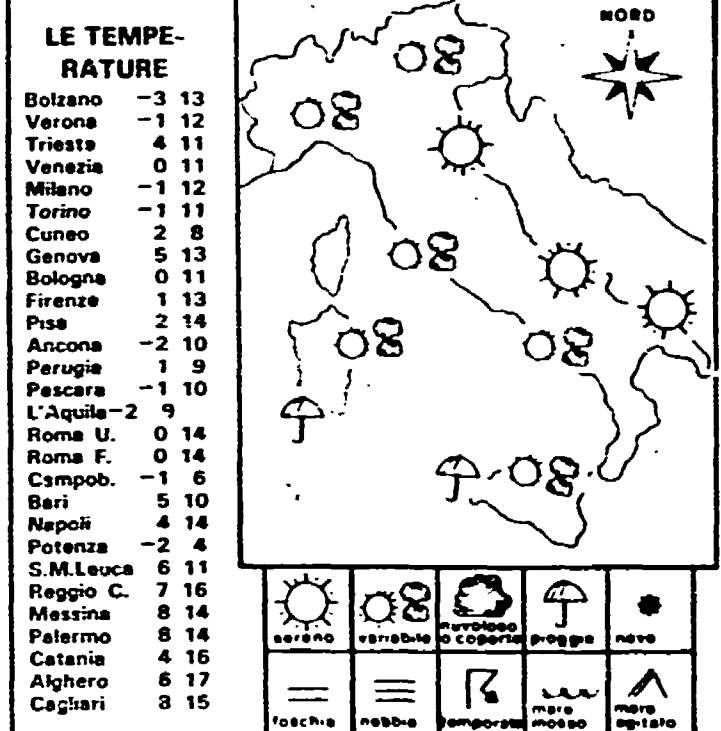 LE TEMPE-
RATURE
Bolzano -3 13
Verona -1 12
Trieste 4 11
Venezia 0 11
Milano -1 12
Torino -1 11
Cuneo 2 8
Genova 5 13
Bologna 0 11
Firenze 1 13
Pisa 2 14
Ancona -2 10
Perugia 1 9
Pescara -1 10
L'Aquila -2 9
Roma U. 0 14
Roma F. 0 14
Campob. -1 6
Bari 5 10
Napoli 4 14
Potenza -2 4
S.M.Leuca 6 11
Reggio C. 7 16
Messina 8 14
Palermo 8 14
Catania 4 16
Alghero 6 17
Cagliari 3 15
NORD
sereno
variabile
nuvoloso
o coperto
pioggia
neve
foschia
nebbia
temporale
mare
mosso
mare
agitato